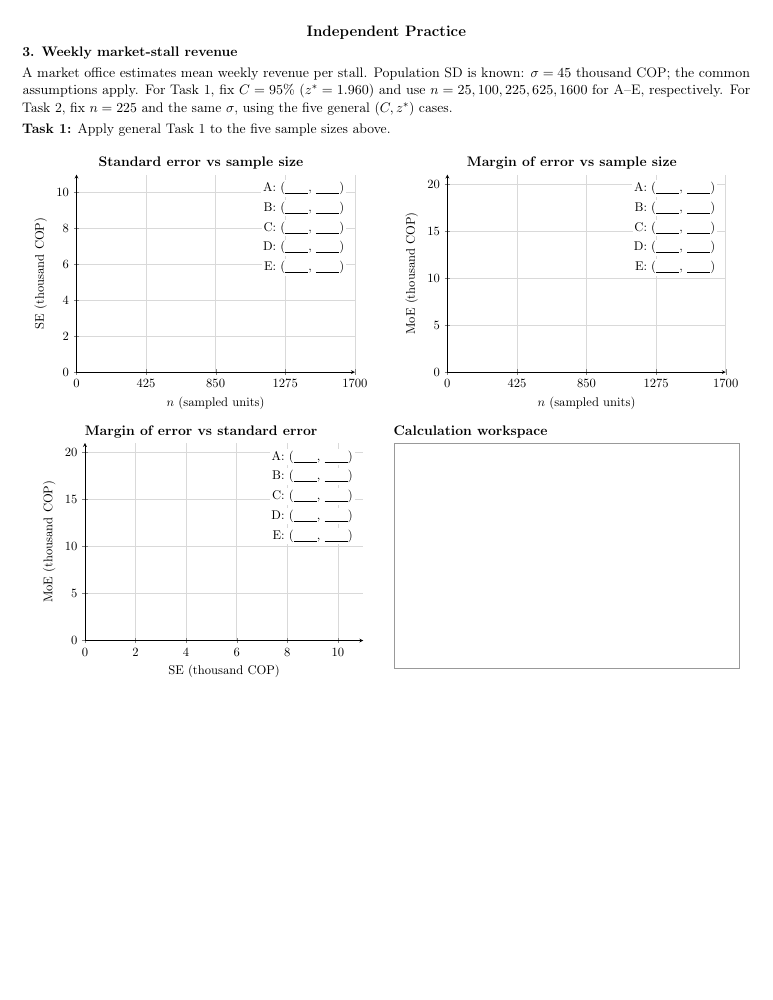 Independent Practice
3. Weekly market-stall revenue
A market office estimates mean weekly revenue per stall. Population SD is known: σ = 45 thousand COP; the common
assumptions apply. For Task 1, fix C = 95% (z* = 1.960) and use n = 25, 100, 225, 625, 1600 for A–E, respectively. For
Task 2, fix n = 225 and the same σ, using the five general (C, z*) cases.
Task 1: Apply general Task 1 to the five sample sizes above.
Standard error vs sample size
A: (___, ___)
B: (___, ___)
C: (___, ___)
D: (___, ___)
E: (___, ___)
10
8
6
4
2
0
SE (thousand COP)
0 425 850 1275 1700
n (sampled units)
Margin of error vs sample size
A: (___, ___)
B: (___, ___)
C: (___, ___)
D: (___, ___)
E: (___, ___)
20
15
10
5
0
MoE (thousand COP)
0 425 850 1275 1700
n (sampled units)
Margin of error vs standard error
A: (___, ___)
B: (___, ___)
C: (___, ___)
D: (___, ___)
E: (___, ___)
20
15
10
5
0
MoE (thousand COP)
0 2 4 6 8 10
SE (thousand COP)
Calculation workspace